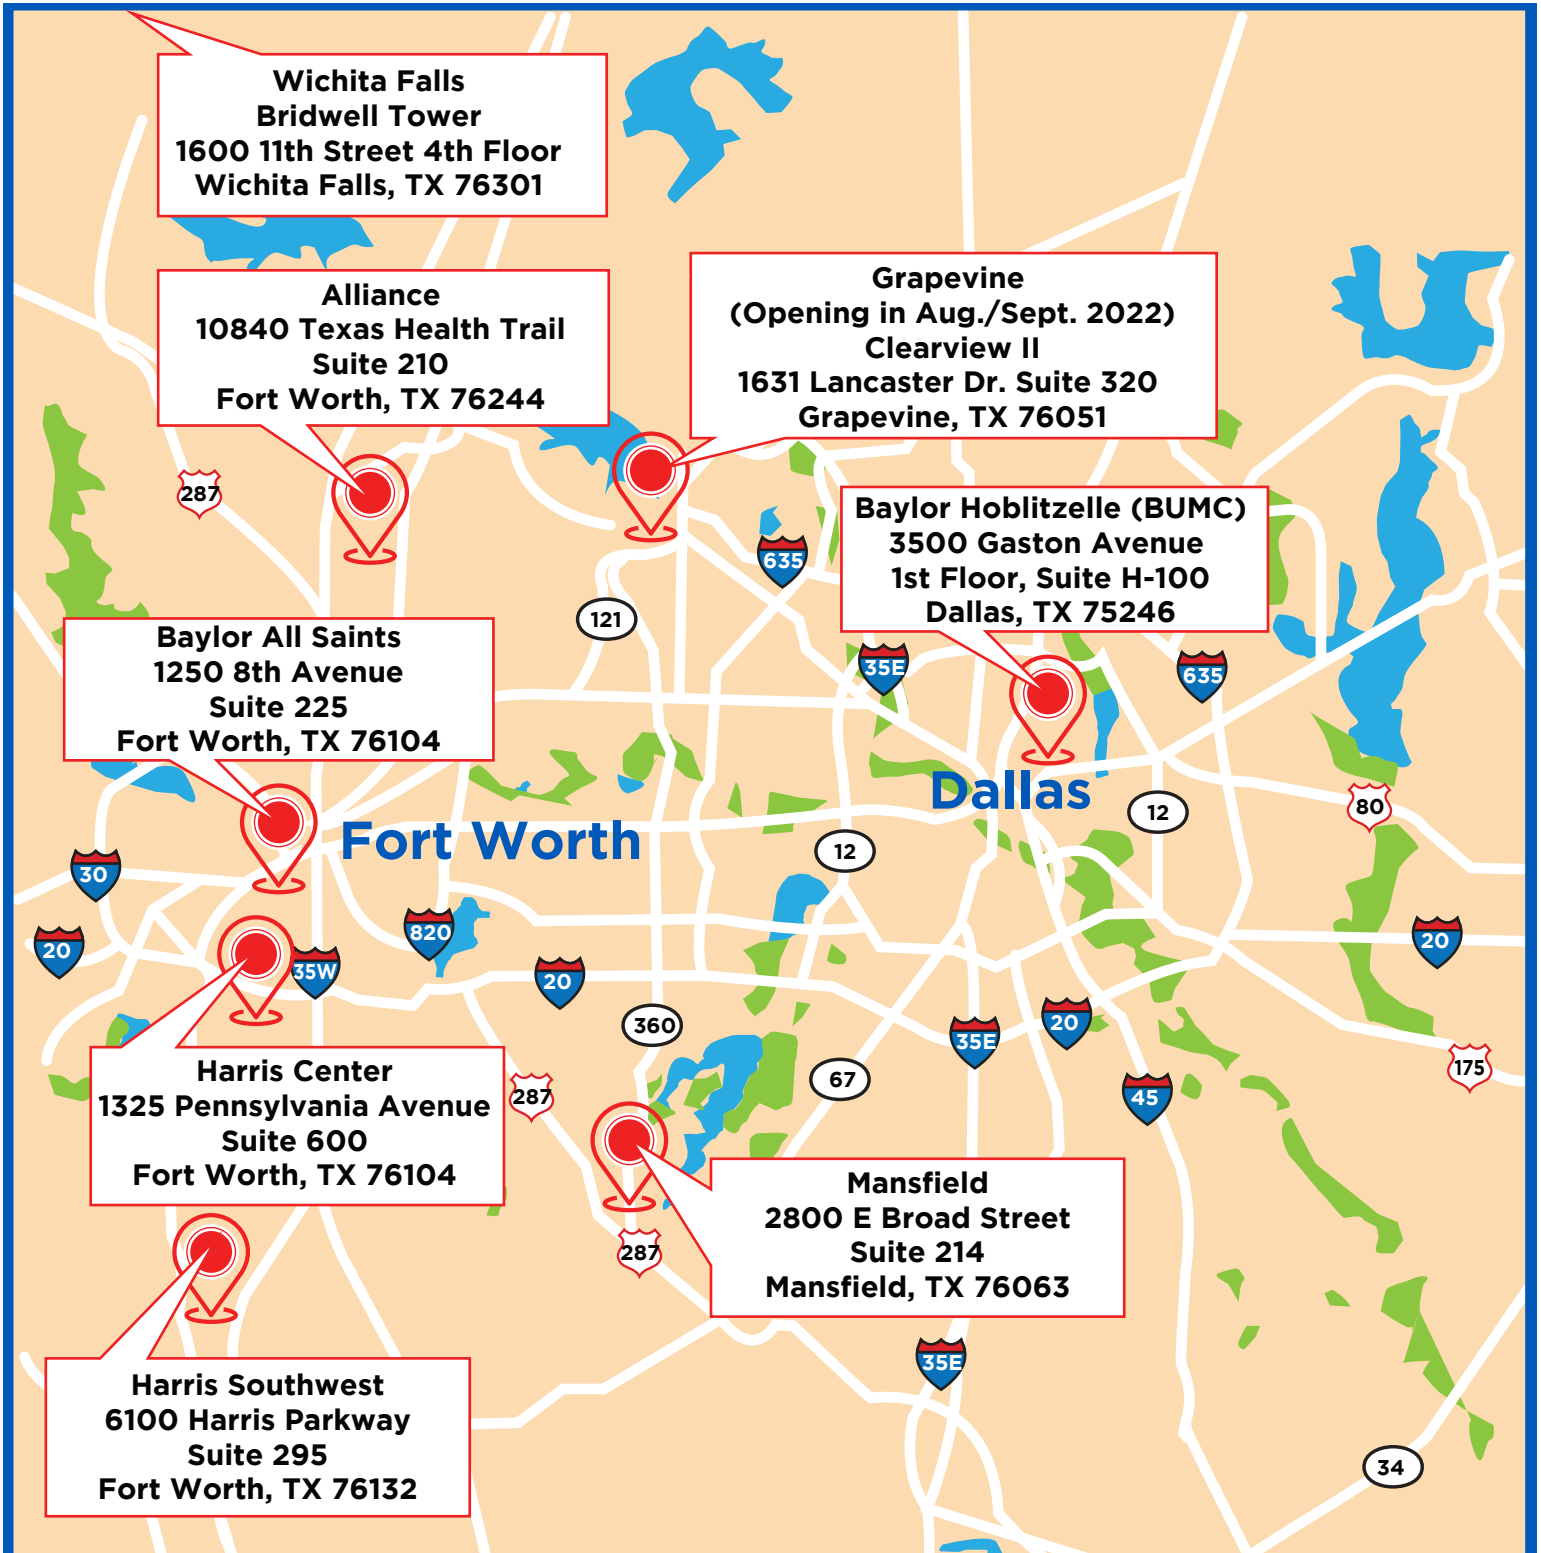 Wichita Falls
Bridwell Tower
1600 11th Street 4th Floor
Wichita Falls, TX 76301
Alliance
10840 Texas Health Trail
Suite 210
Fort Worth, TX 76244
Grapevine
(Opening in Aug./Sept. 2022)
Clearview II
1631 Lancaster Dr. Suite 320
Grapevine, TX 76051
287
635
Baylor Hoblitzelle (BUMC)
3500 Gaston Avenue
1st Floor, Suite H-100
Dallas, TX 75246
121
35E
635
Baylor All Saints
1250 8th Avenue
Suite 225
Fort Worth, TX 76104
Dallas
Fort Worth
12
80
12
30
820
20
35W
20
20
360
35E
20
67
45
175
287
Harris Center
1325 Pennsylvania Avenue
Suite 600
Fort Worth, TX 76104
Mansfield
2800 E Broad Street
Suite 214
Mansfield, TX 76063
287
35E
Harris Southwest
6100 Harris Parkway
Suite 295
Fort Worth, TX 76132
34